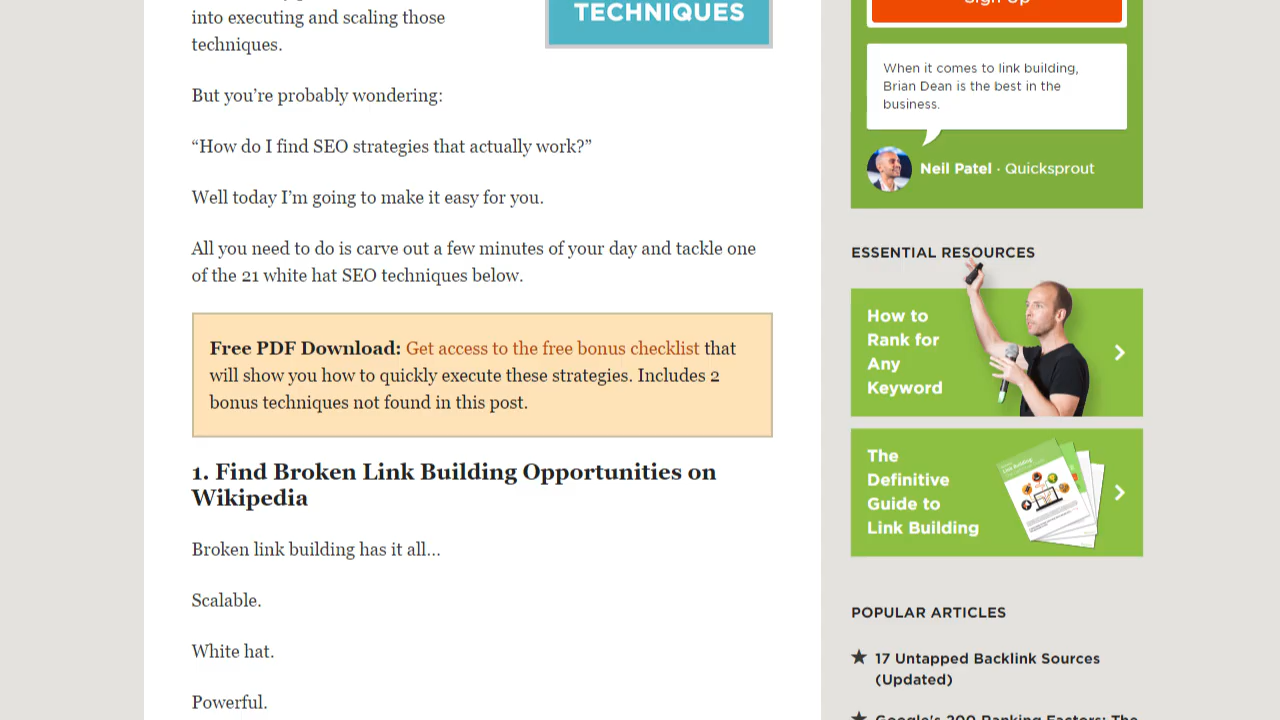 into executing and scaling those
techniques.
TECHNIQUES
But you’re probably wondering:
“How do I find SEO strategies that actually work?”
Well today I’m going to make it easy for you.
All you need to do is carve out a few minutes of your day and tackle one
of the 21 white hat SEO techniques below.
Free PDF Download: Get access to the free bonus checklist that
will show you how to quickly execute these strategies. Includes 2
bonus techniques not found in this post.
1. Find Broken Link Building Opportunities on
Wikipedia
Broken link building has it all…
Scalable.
White hat.
Powerful.
Sign Up
When it comes to link building,
Brian Dean is the best in the
business.
Neil Patel · Quicksprout
ESSENTIAL RESOURCES
How to
Rank for
Any
Keyword
The
Definitive
Guide to
Link Building
POPULAR ARTICLES
★ 17 Untapped Backlink Sources
(Updated)
★ Google's 200 Ranking Factors: The